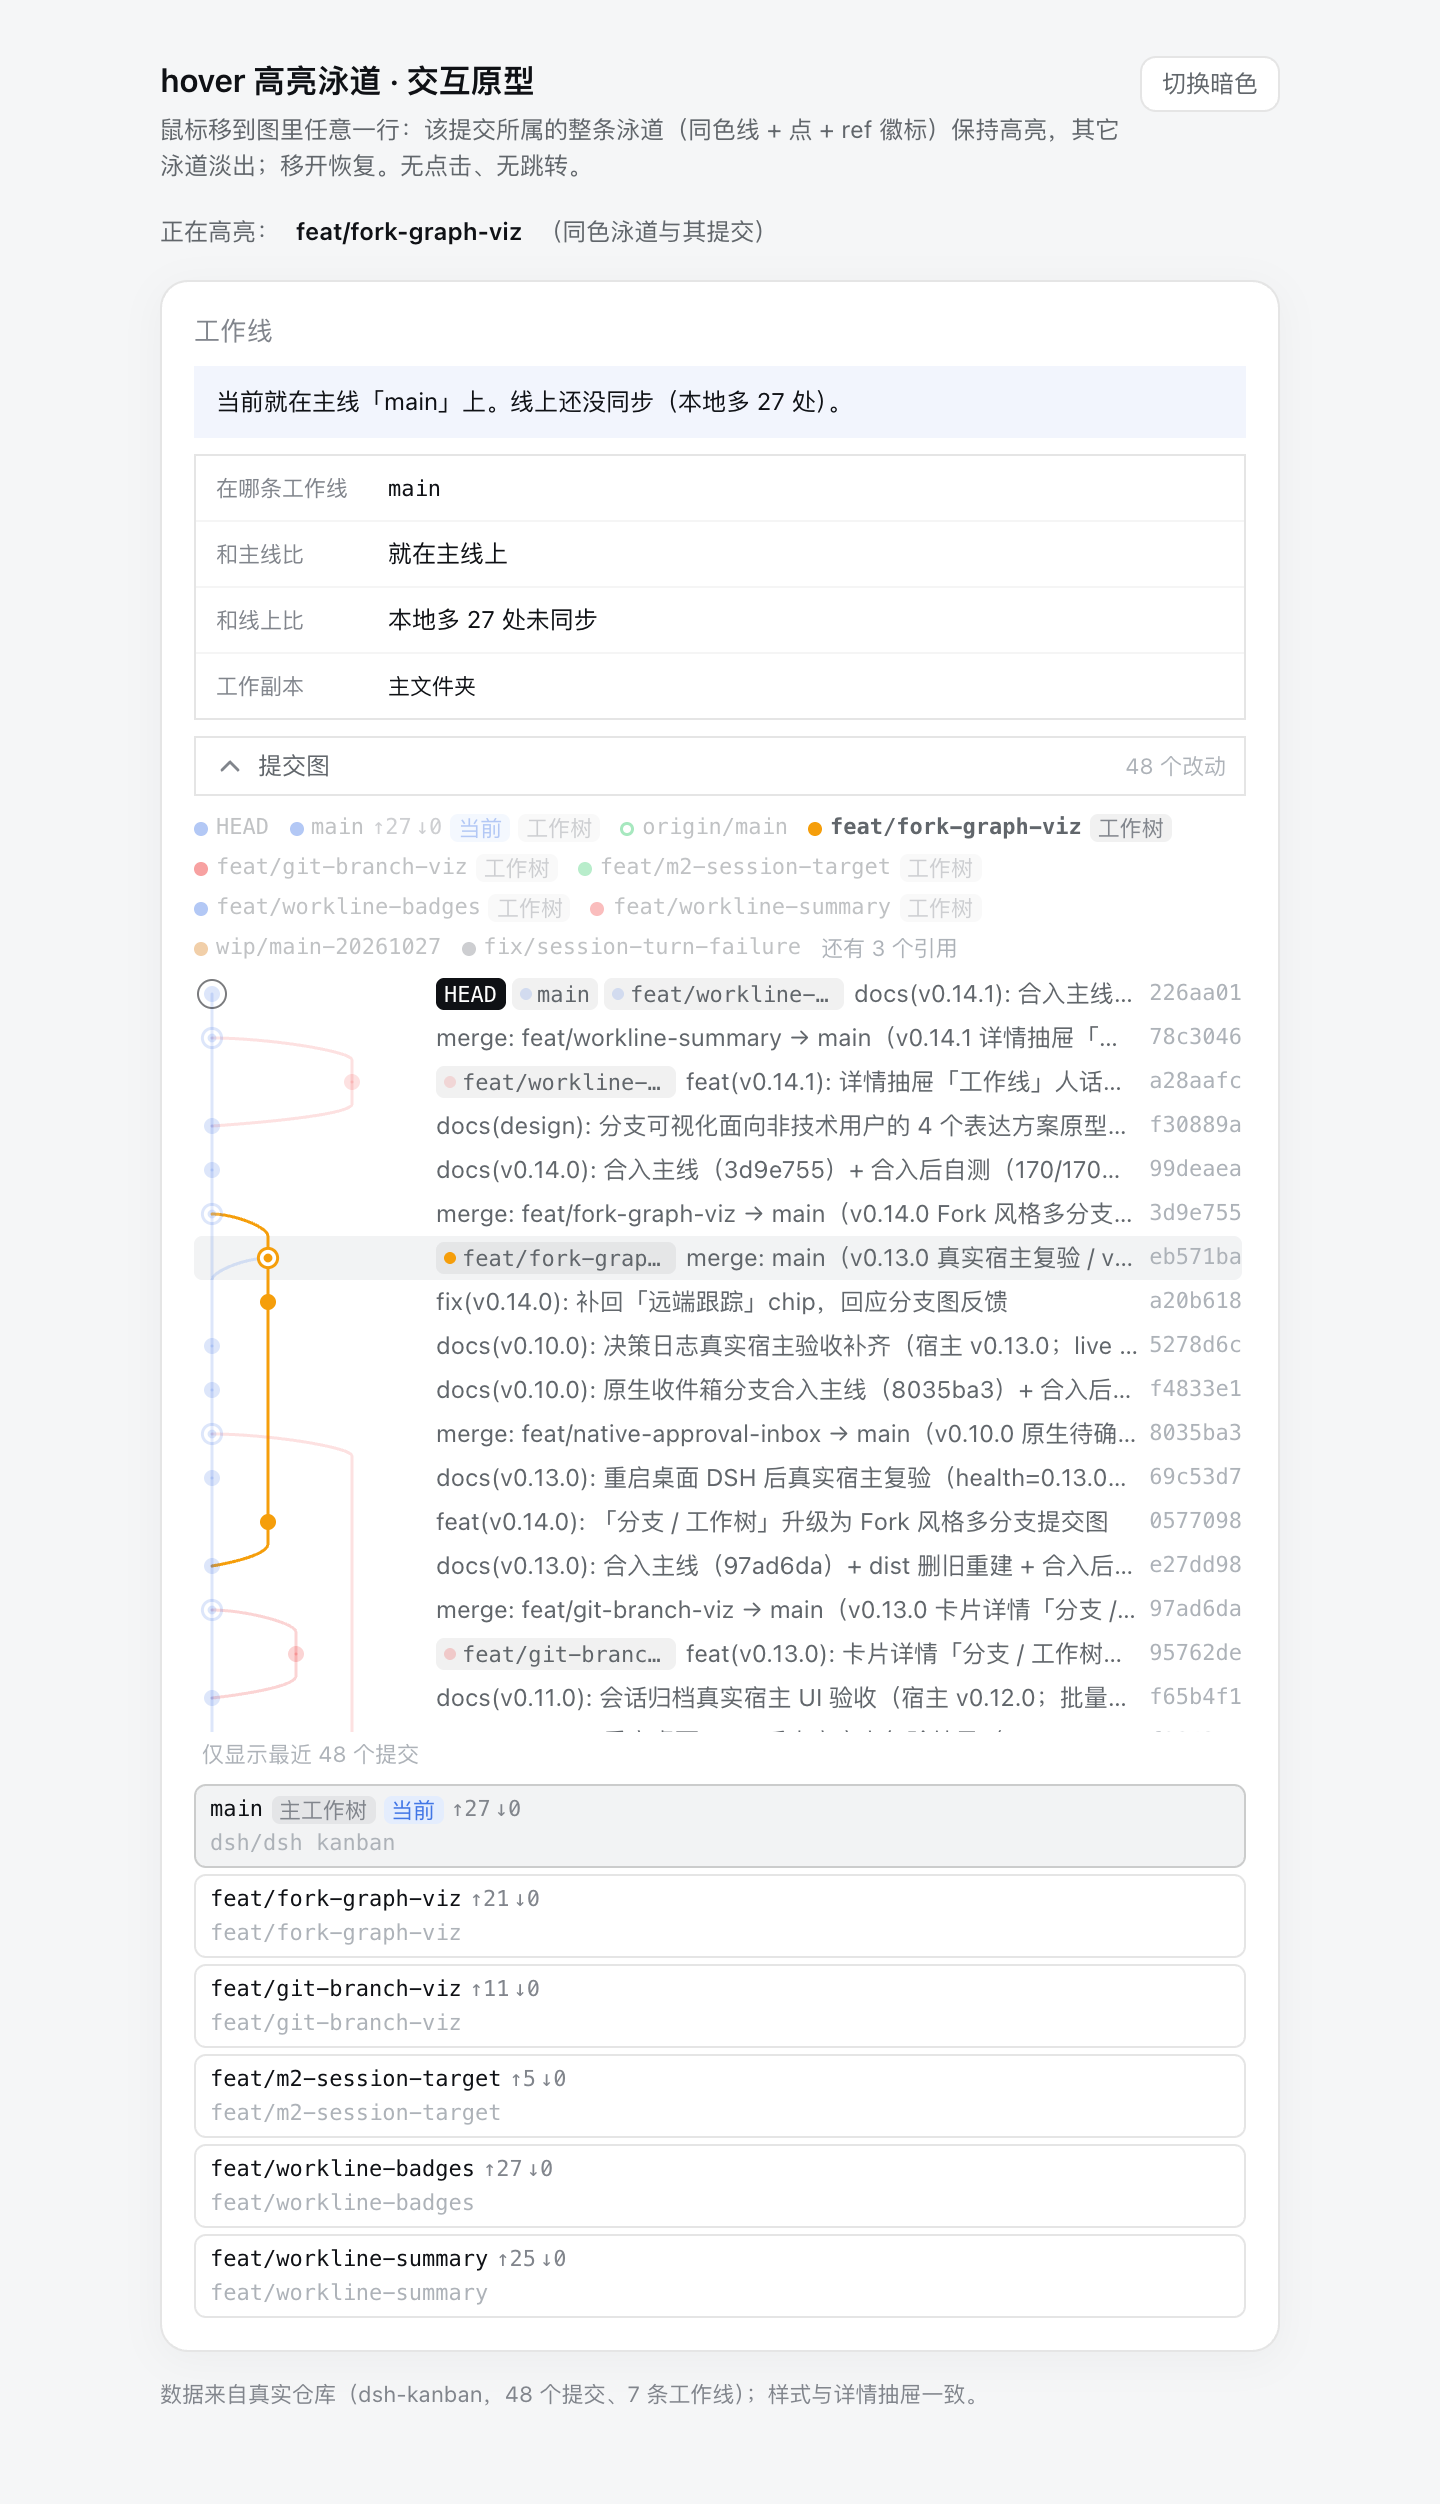 hover 高亮泳道 · 交互原型
切换暗色
鼠标移到图里任意一行：该提交所属的整条泳道（同色线 + 点 + ref 徽标）保持高亮，其它
泳道淡出；移开恢复。无点击、无跳转。
正在高亮： feat/fork-graph-viz （同色泳道与其提交）
工作线
当前就在主线「main」上。线上还没同步（本地多 27 处）。
在哪条工作线 main
和主线比 就在主线上
和线上比 本地多 27 处未同步
工作副本 主文件夹
提交图 48 个改动
HEAD main ↑27↓0 当前 工作树 origin/main feat/fork-graph-viz 工作树
feat/git-branch-viz 工作树 feat/m2-session-target 工作树
feat/workline-badges 工作树 feat/workline-summary 工作树
wip/main-20261027 fix/session-turn-failure 还有 3 个引用
HEAD main feat/workline-… docs(v0.14.1): 合入主线… 226aa01
merge: feat/workline-summary → main（v0.14.1 详情抽屉「… 78c3046
feat/workline-… feat(v0.14.1): 详情抽屉「工作线」人话… a28aafc
docs(design): 分支可视化面向非技术用户的 4 个表达方案原型… f30889a
docs(v0.14.0): 合入主线（3d9e755）+ 合入后自测（170/170… 99deaea
merge: feat/fork-graph-viz → main（v0.14.0 Fork 风格多分支… 3d9e755
feat/fork-grap… merge: main（v0.13.0 真实宿主复验 / v… eb571ba
fix(v0.14.0): 补回「远端跟踪」chip，回应分支图反馈 a20b618
docs(v0.10.0): 决策日志真实宿主验收补齐（宿主 v0.13.0；live … 5278d6c
docs(v0.10.0): 原生收件箱分支合入主线（8035ba3）+ 合入后… f4833e1
merge: feat/native-approval-inbox → main（v0.10.0 原生待确… 8035ba3
docs(v0.13.0): 重启桌面 DSH 后真实宿主复验（health=0.13.0… 69c53d7
feat(v0.14.0): 「分支 / 工作树」升级为 Fork 风格多分支提交图 0577098
docs(v0.13.0): 合入主线（97ad6da）+ dist 删旧重建 + 合入后… e27dd98
merge: feat/git-branch-viz → main（v0.13.0 卡片详情「分支 /… 97ad6da
feat/git-branc… feat(v0.13.0): 卡片详情「分支 / 工作树… 95762de
docs(v0.11.0): 会话归档真实宿主 UI 验收（宿主 v0.12.0；批量… f65b4f1
仅显示最近 48 个提交
main 主工作树 当前 ↑27↓0
dsh/dsh kanban
feat/fork-graph-viz ↑21↓0
feat/fork-graph-viz
feat/git-branch-viz ↑11↓0
feat/git-branch-viz
feat/m2-session-target ↑5↓0
feat/m2-session-target
feat/workline-badges ↑27↓0
feat/workline-badges
feat/workline-summary ↑25↓0
feat/workline-summary
数据来自真实仓库（dsh-kanban，48 个提交、7 条工作线）；样式与详情抽屉一致。